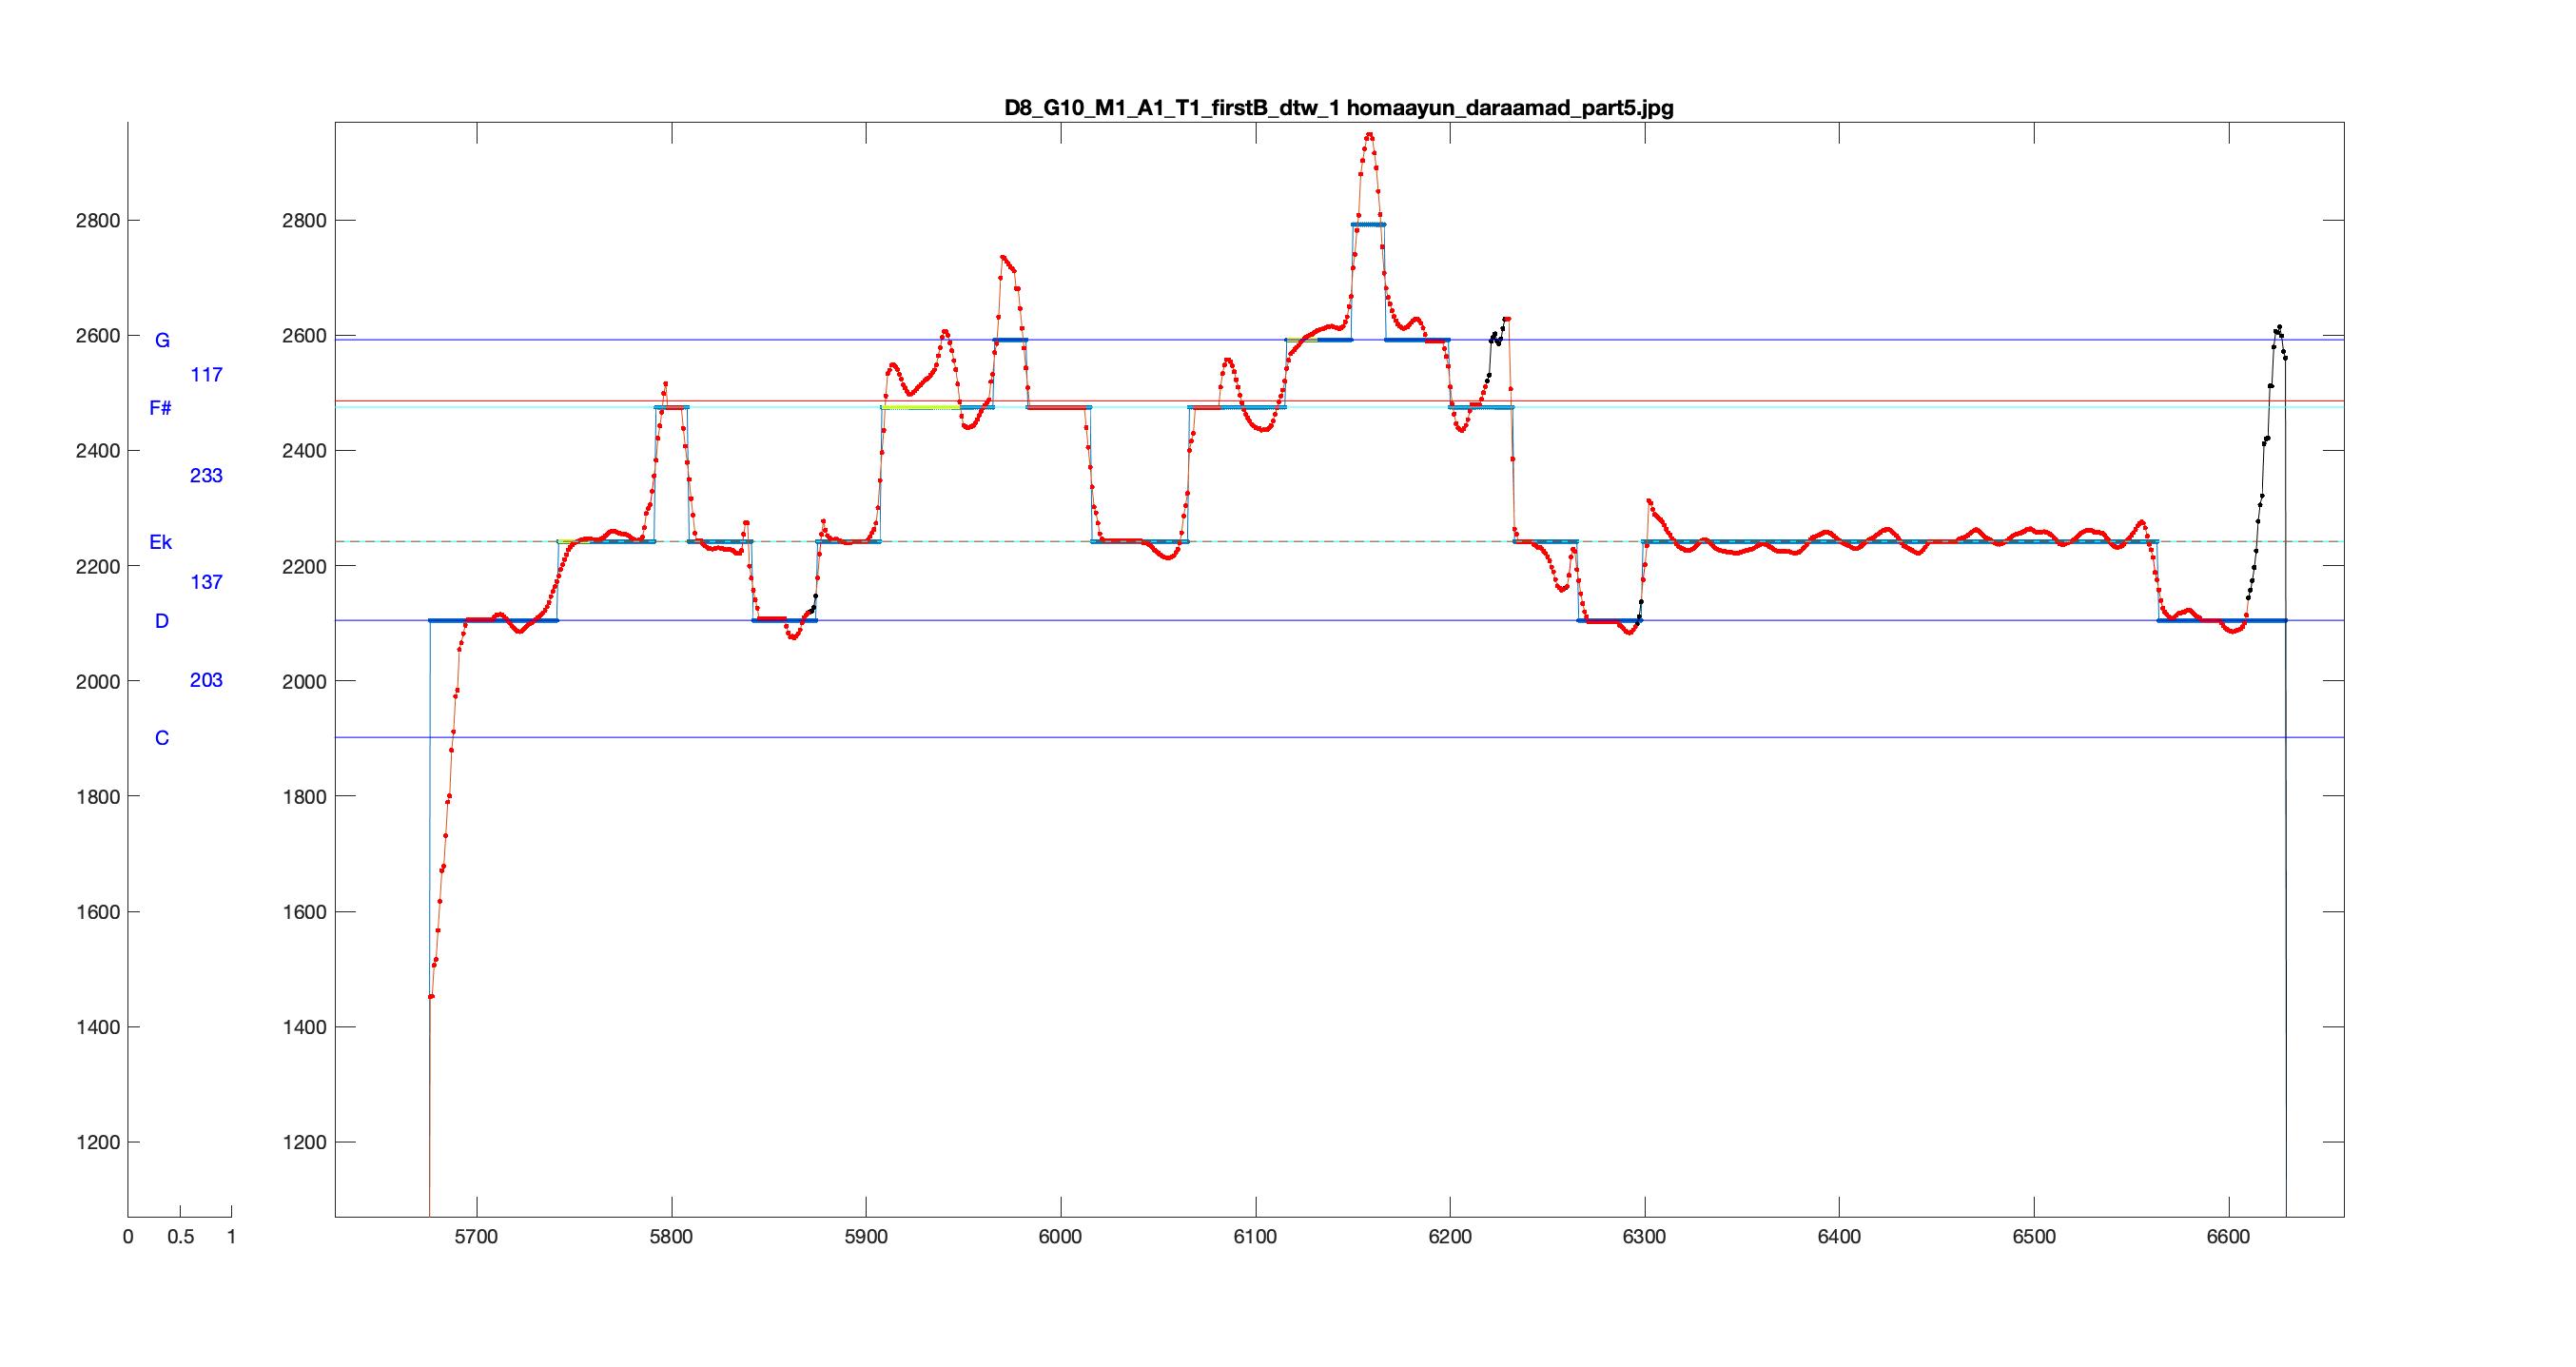 D8_G10_M1_A1_T1_firstB_dtw_1 homaayun_daraamad_part5.jpg
2800 2800
2600 G 2600
117
F#
2400 2400
233
Ek
2200 2200
137
D
2000 203 2000
C
1800 1800
1600 1600
1400 1400
1200 1200
0 0.5 1 5700 5800 5900 6000 6100 6200 6300 6400 6500 6600